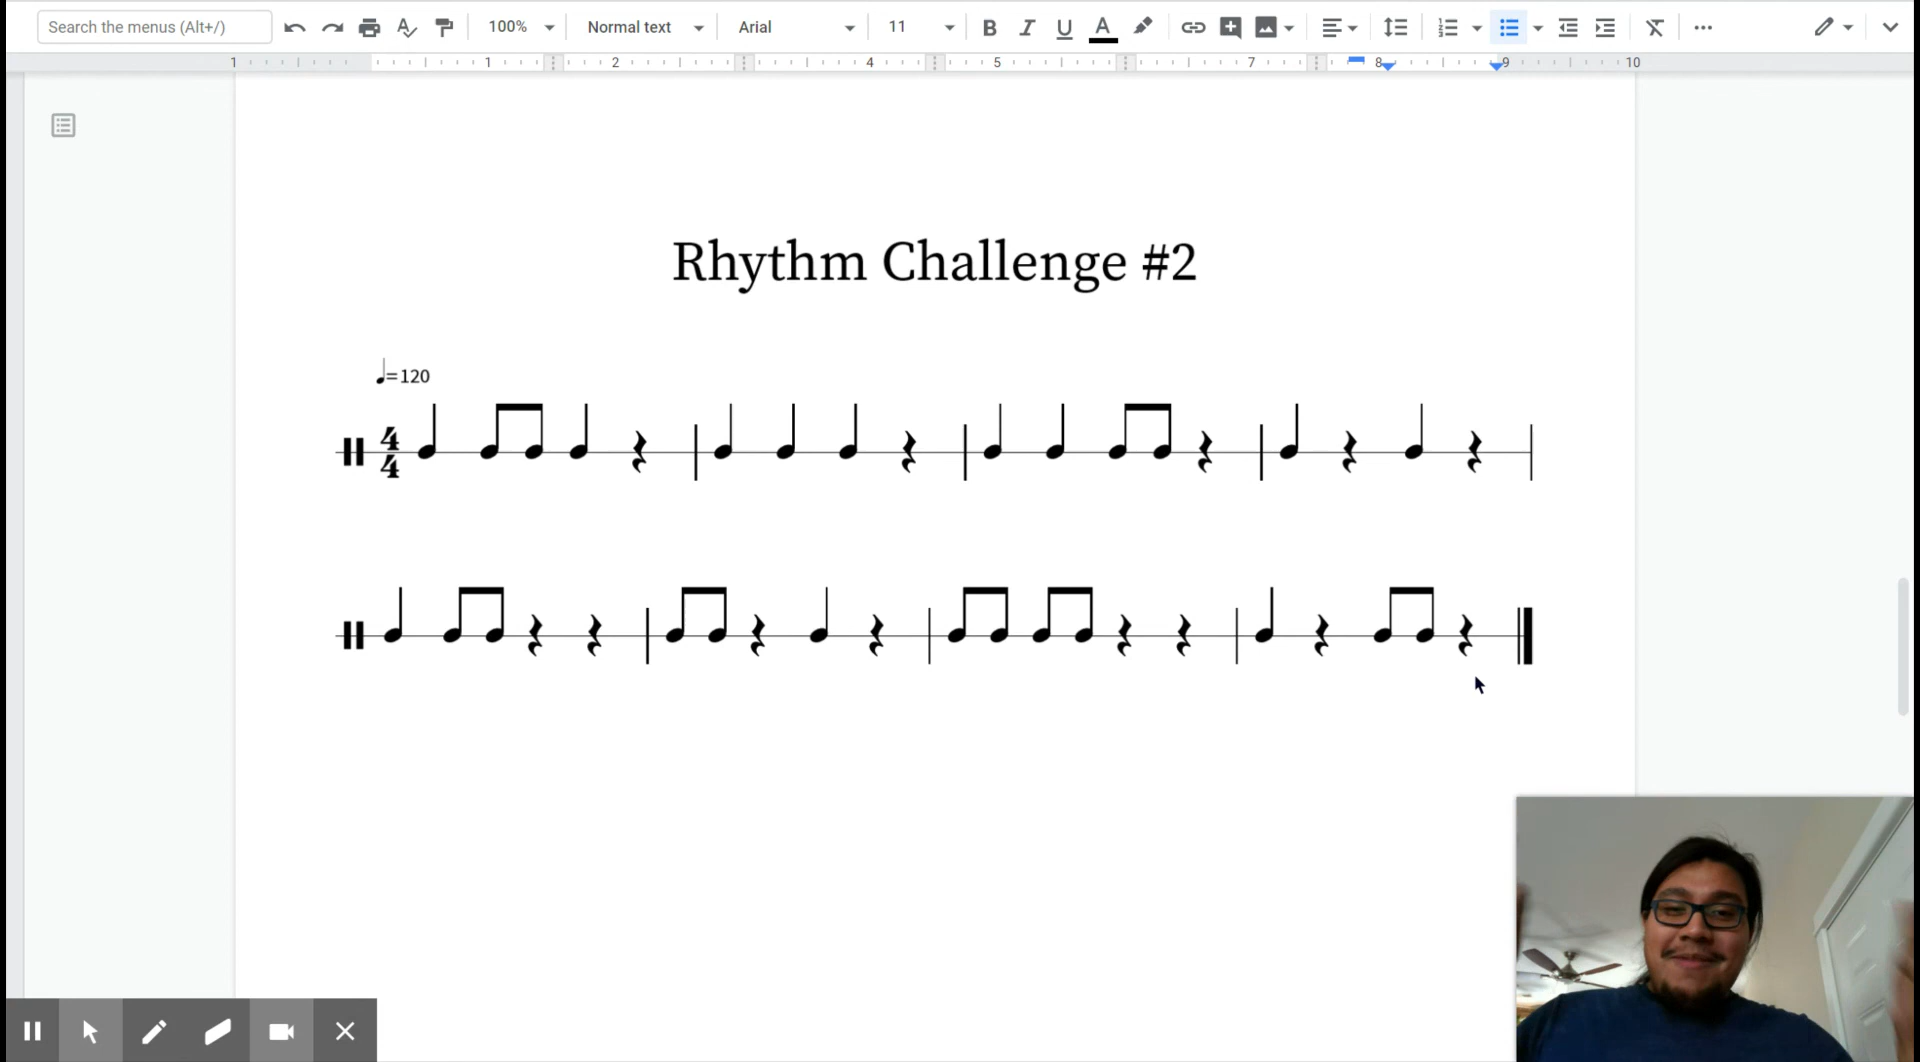 Search the menus (Alt+/) 100% Normal text Arial 11 B I U A
1 1 2 4 5 7 8 9 10
Rhythm Challenge #2
=120
4
4